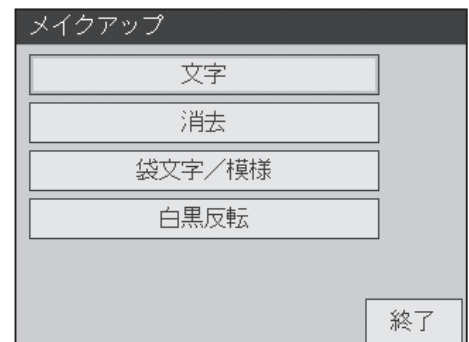 メイクアップ
文字
消去
袋文字／模様
白黒反転
終了